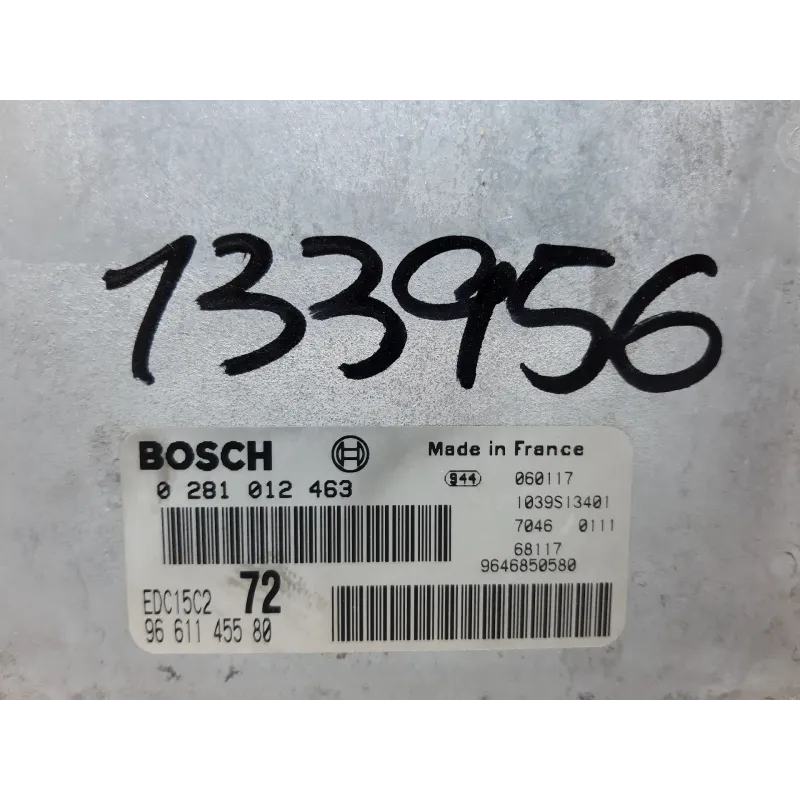 133956
BOSCH Made in France
0 281 012 463 944 060117
1039S13401
7046 0111
68117
9646850580
EDC15C2 72
96 611 455 80